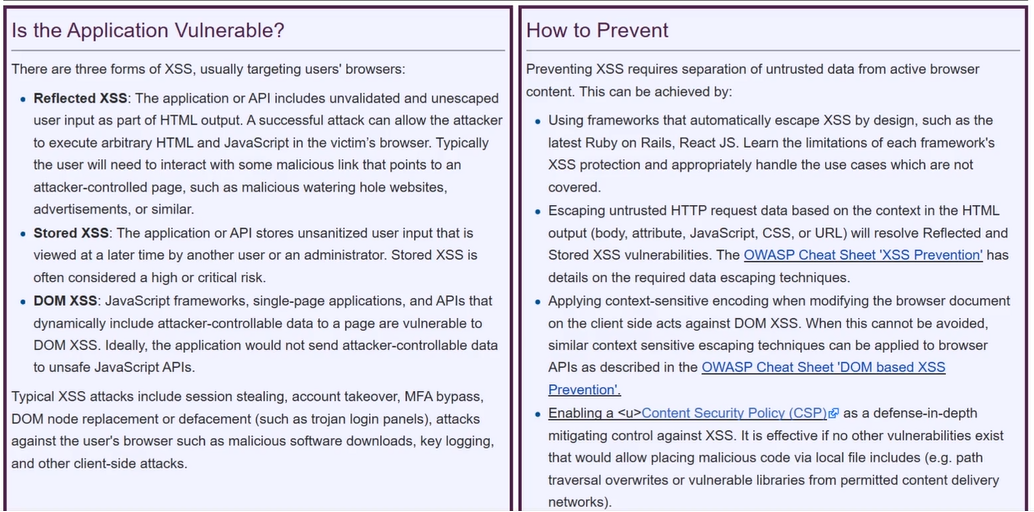 Is the Application Vulnerable?
There are three forms of XSS, usually targeting users' browsers:
• Reflected XSS: The application or API includes unvalidated and unescaped
user input as part of HTML output. A successful attack can allow the attacker
to execute arbitrary HTML and JavaScript in the victim's browser. Typically
the user will need to interact with some malicious link that points to an
attacker-controlled page, such as malicious watering hole websites,
advertisements, or similar.
• Stored XSS: The application or API stores unsanitized user input that is
viewed at a later time by another user or an administrator. Stored XSS is
often considered a high or critical risk.
• DOM XSS: JavaScript frameworks, single-page applications, and APIs that
dynamically include attacker-controllable data to a page are vulnerable to
DOM XSS. Ideally, the application would not send attacker-controllable data
to unsafe JavaScript APIs.
Typical XSS attacks include session stealing, account takeover, MFA bypass,
DOM node replacement or defacement (such as trojan login panels), attacks
against the user's browser such as malicious software downloads, key logging,
and other client-side attacks.
How to Prevent
Preventing XSS requires separation of untrusted data from active browser
content. This can be achieved by:
• Using frameworks that automatically escape XSS by design, such as the
latest Ruby on Rails, React JS. Learn the limitations of each framework's
XSS protection and appropriately handle the use cases which are not
covered.
• Escaping untrusted HTTP request data based on the context in the HTML
output (body, attribute, JavaScript, CSS, or URL) will resolve Reflected and
Stored XSS vulnerabilities. The OWASP Cheat Sheet 'XSS Prevention' has
details on the required data escaping techniques.
• Applying context-sensitive encoding when modifying the browser document
on the client side acts against DOM XSS. When this cannot be avoided,
similar context sensitive escaping techniques can be applied to browser
APIs as described in the OWASP Cheat Sheet 'DOM based XSS
Prevention'.
• Enabling a <u>Content Security Policy (CSP) as a defense-in-depth
mitigating control against XSS. It is effective if no other vulnerabilities exist
that would allow placing malicious code via local file includes (e.g. path
traversal overwrites or vulnerable libraries from permitted content delivery
networks).